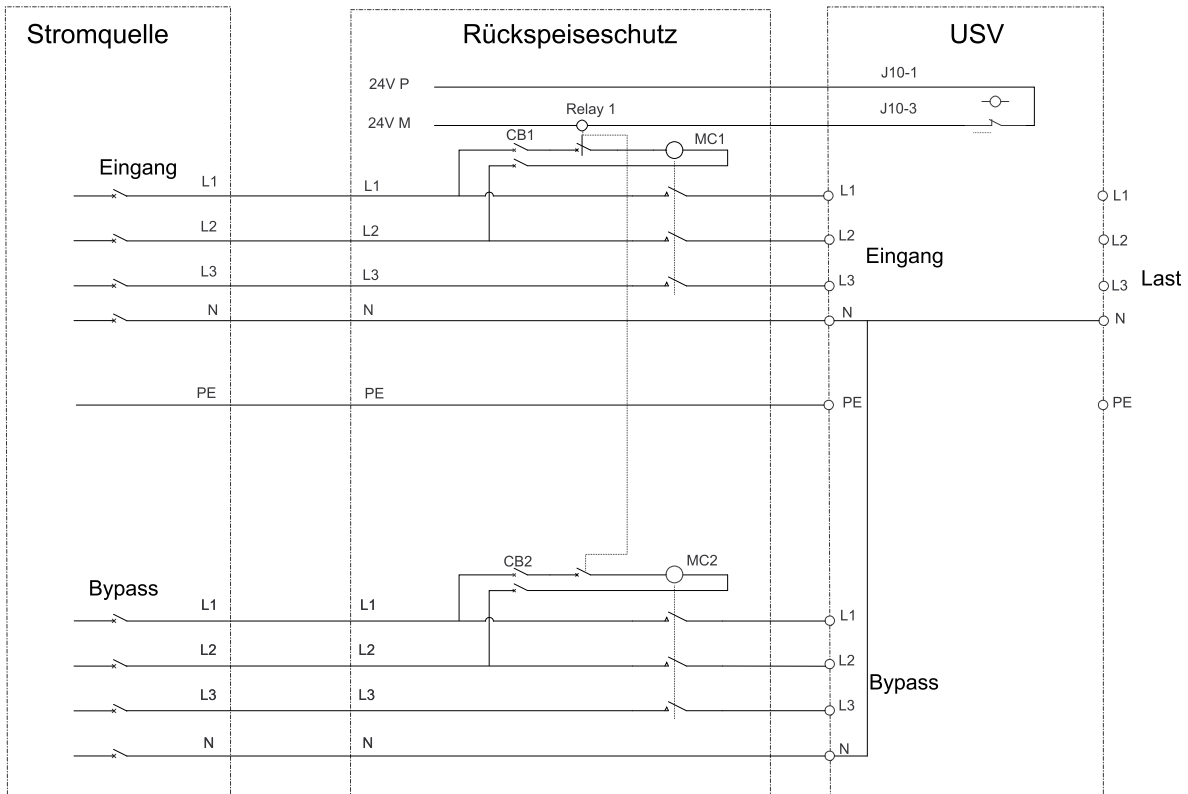 Stromquelle
Rückspeiseschutz
USV
24V P
J10-1
24V M
Relay 1
J10-3
CB1
MC1
Eingang
L1
L1
L1
L1
L2
L2
L2
L2
Eingang
L3
L3
L3
L3
Last
N
N
N
N
PE
PE
PE
PE
CB2
MC2
Bypass
L1
L1
L1
L2
L2
L2
Bypass
L3
L3
L3
N
N
N